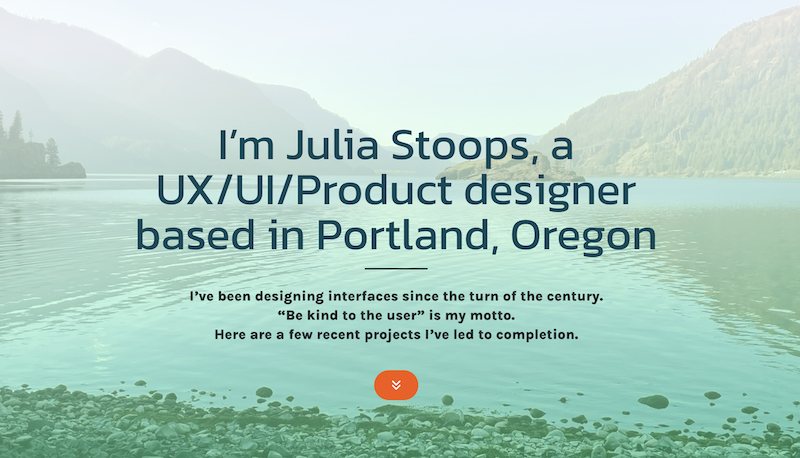 I’m Julia Stoops, a
UX/UI/Product designer
based in Portland, Oregon
I’ve been designing interfaces since the turn of the century.
“Be kind to the user” is my motto.
Here are a few recent projects I’ve led to completion.